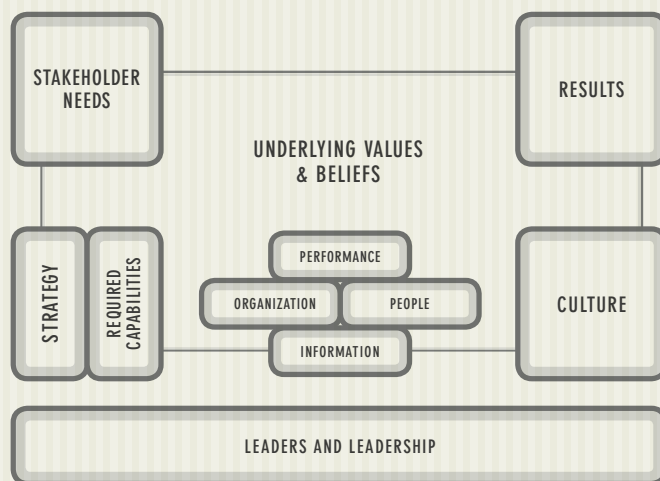 STAKEHOLDER
NEEDS
RESULTS
UNDERLYING VALUES
& BELIEFS
STRATEGY
REQUIRED
CAPABILITIES
PERFORMANCE
ORGANIZATION
PEOPLE
INFORMATION
CULTURE
LEADERS AND LEADERSHIP